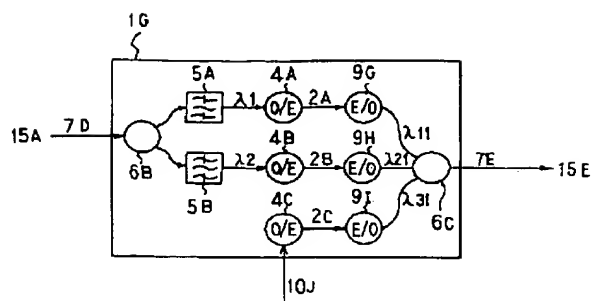 1G
5A 4A 9G
λ1 O/E 2A E/O
λ11
15A 7D
6B
4B 9H
λ2 O/E 2B E/O λ21
7E 15E
5B 4C 9I
O/E 2C E/O λ31
6C
10J